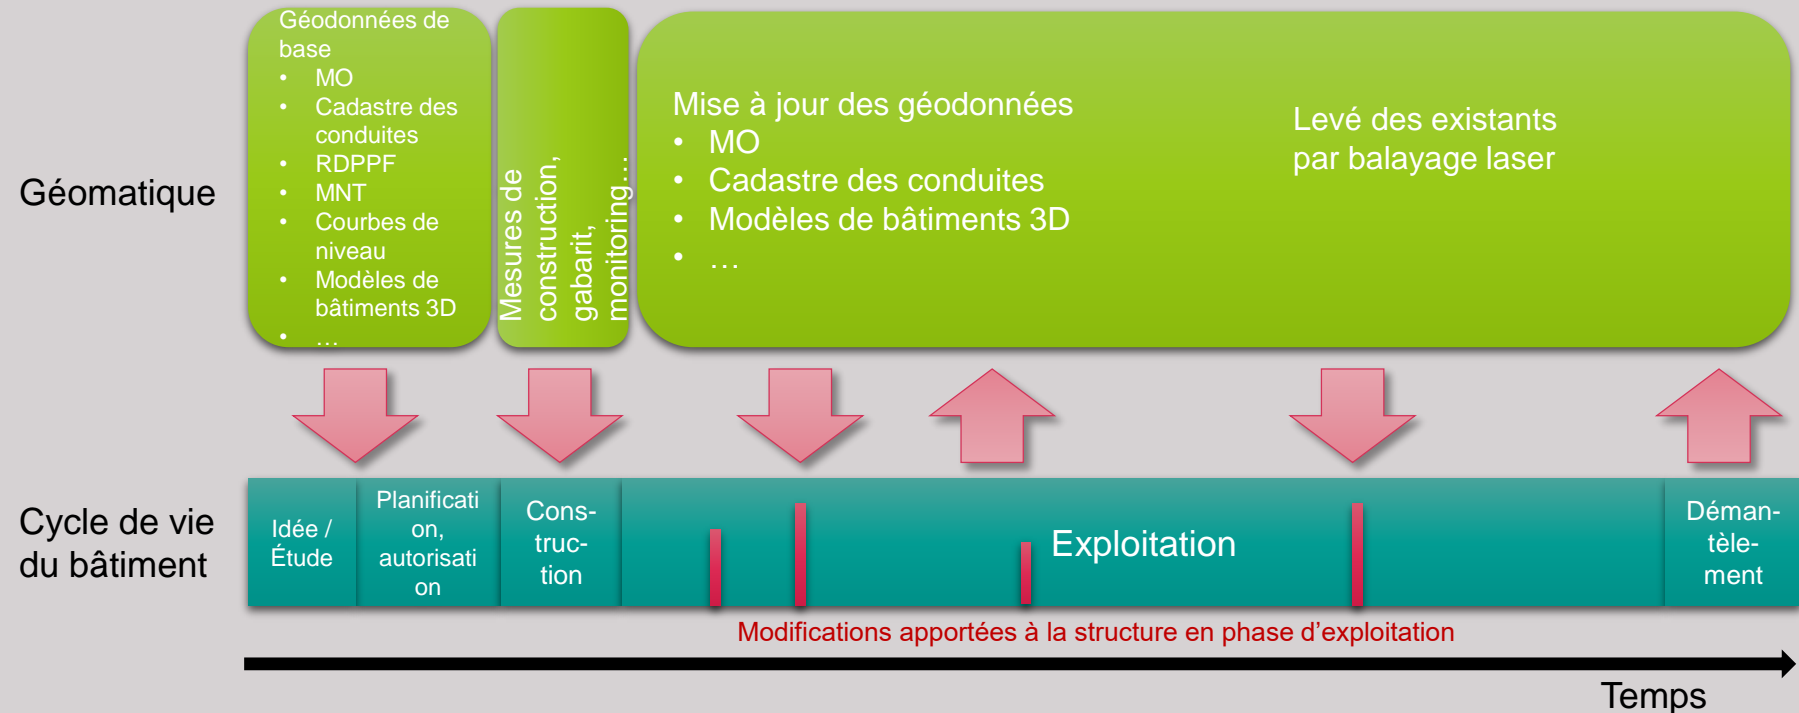 Géomatique
Géodonnées de
base
• MO
• Cadastre des
conduites
• RDPPF
• MNT
• Courbes de
niveau
• Modèles de
bâtiments 3D
• …
Mesures de
construction,
gabarit,
monitoring…
Mise à jour des géodonnées
• MO
• Cadastre des conduites
• Modèles de bâtiments 3D
• …
Levé des existants
par balayage laser
Cycle de vie
du bâtiment
Idée /
Étude
Planificati
on,
autorisati
on
Cons-
truc-
tion
Exploitation
Déman-
tèle-
ment
Modifications apportées à la structure en phase d’exploitation
Temps